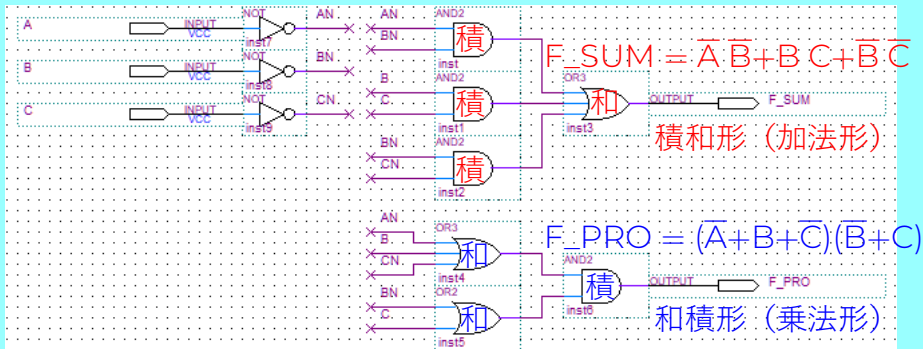 A INPUT VCC NOT inst7 AN
B INPUT VCC NOT inst8 BN
C INPUT VCC NOT inst9 CN
AN
BN
AND2
積
inst
B
C
AND2
積
inst1
BN
CN
AND2
積
inst2
OR3
和
inst3
OUTPUT F_SUM
F_SUM = A̅ B̅+B C+B̅ C̅
積和形（加法形）
AN
B
CN
OR3
和
inst4
BN
C
OR2
和
inst5
AND2
積
inst6
OUTPUT F_PRO
F_PRO = (A̅+B+C̅)(B̅+C)
和積形（乗法形）